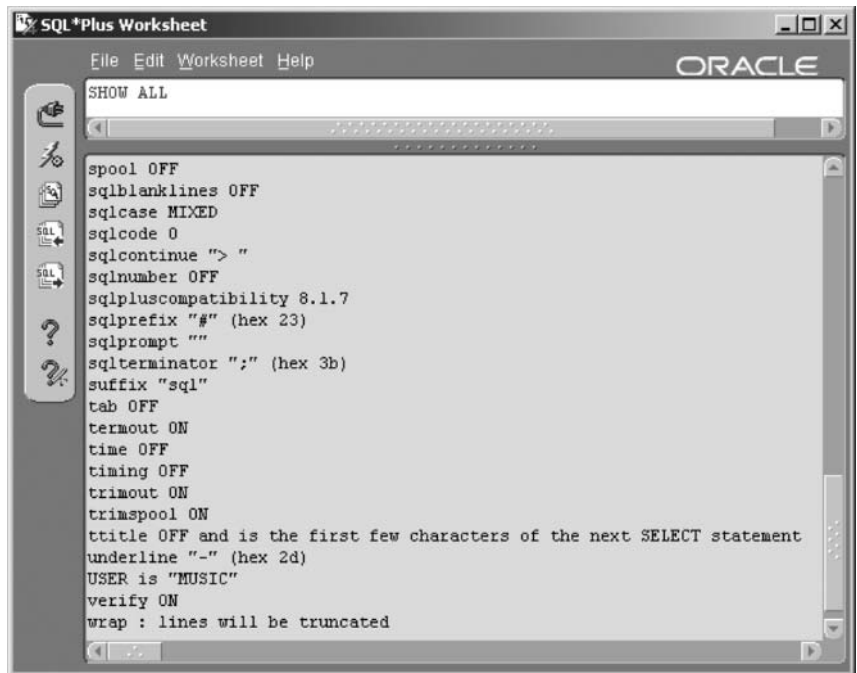 SQL*Plus Worksheet
File Edit Worksheet Help
ORACLE
SHOW ALL
spool OFF
sqlblanklines OFF
sqlcase MIXED
sqlcode 0
sqlcontinue "> "
sqlnumber OFF
sqlpluscompatibility 8.1.7
sqlprefix "#" (hex 23)
sqlprompt ""
sqlterminator ";" (hex 3b)
suffix "sql"
tab OFF
termout ON
time OFF
timing OFF
trimout ON
trimspool ON
ttitle OFF and is the first few characters of the next SELECT statement
underline "-" (hex 2d)
USER is "MUSIC"
verify ON
wrap : lines will be truncated
SQL
SQL